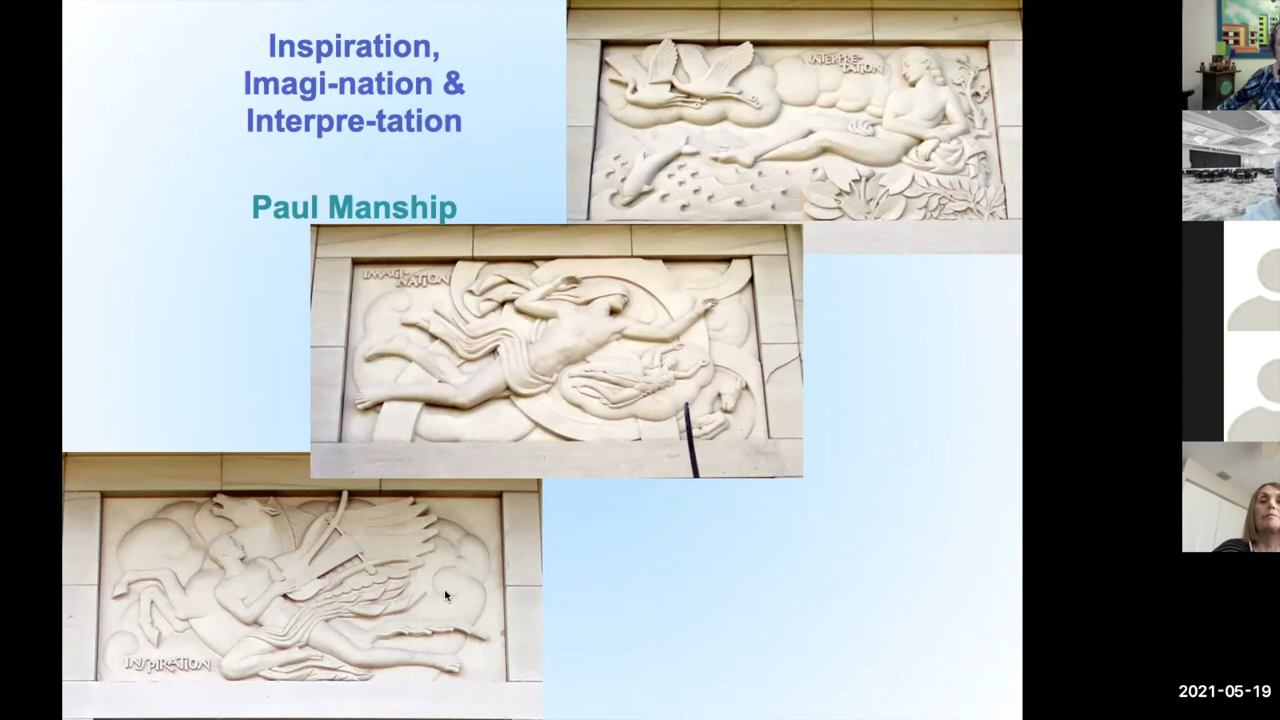 Inspiration,
Imagi-nation &
Interpre-tation
Paul Manship
INTERPRE-
TATION
IMAGI-
NATION
INSPIRATION
2021-05-19